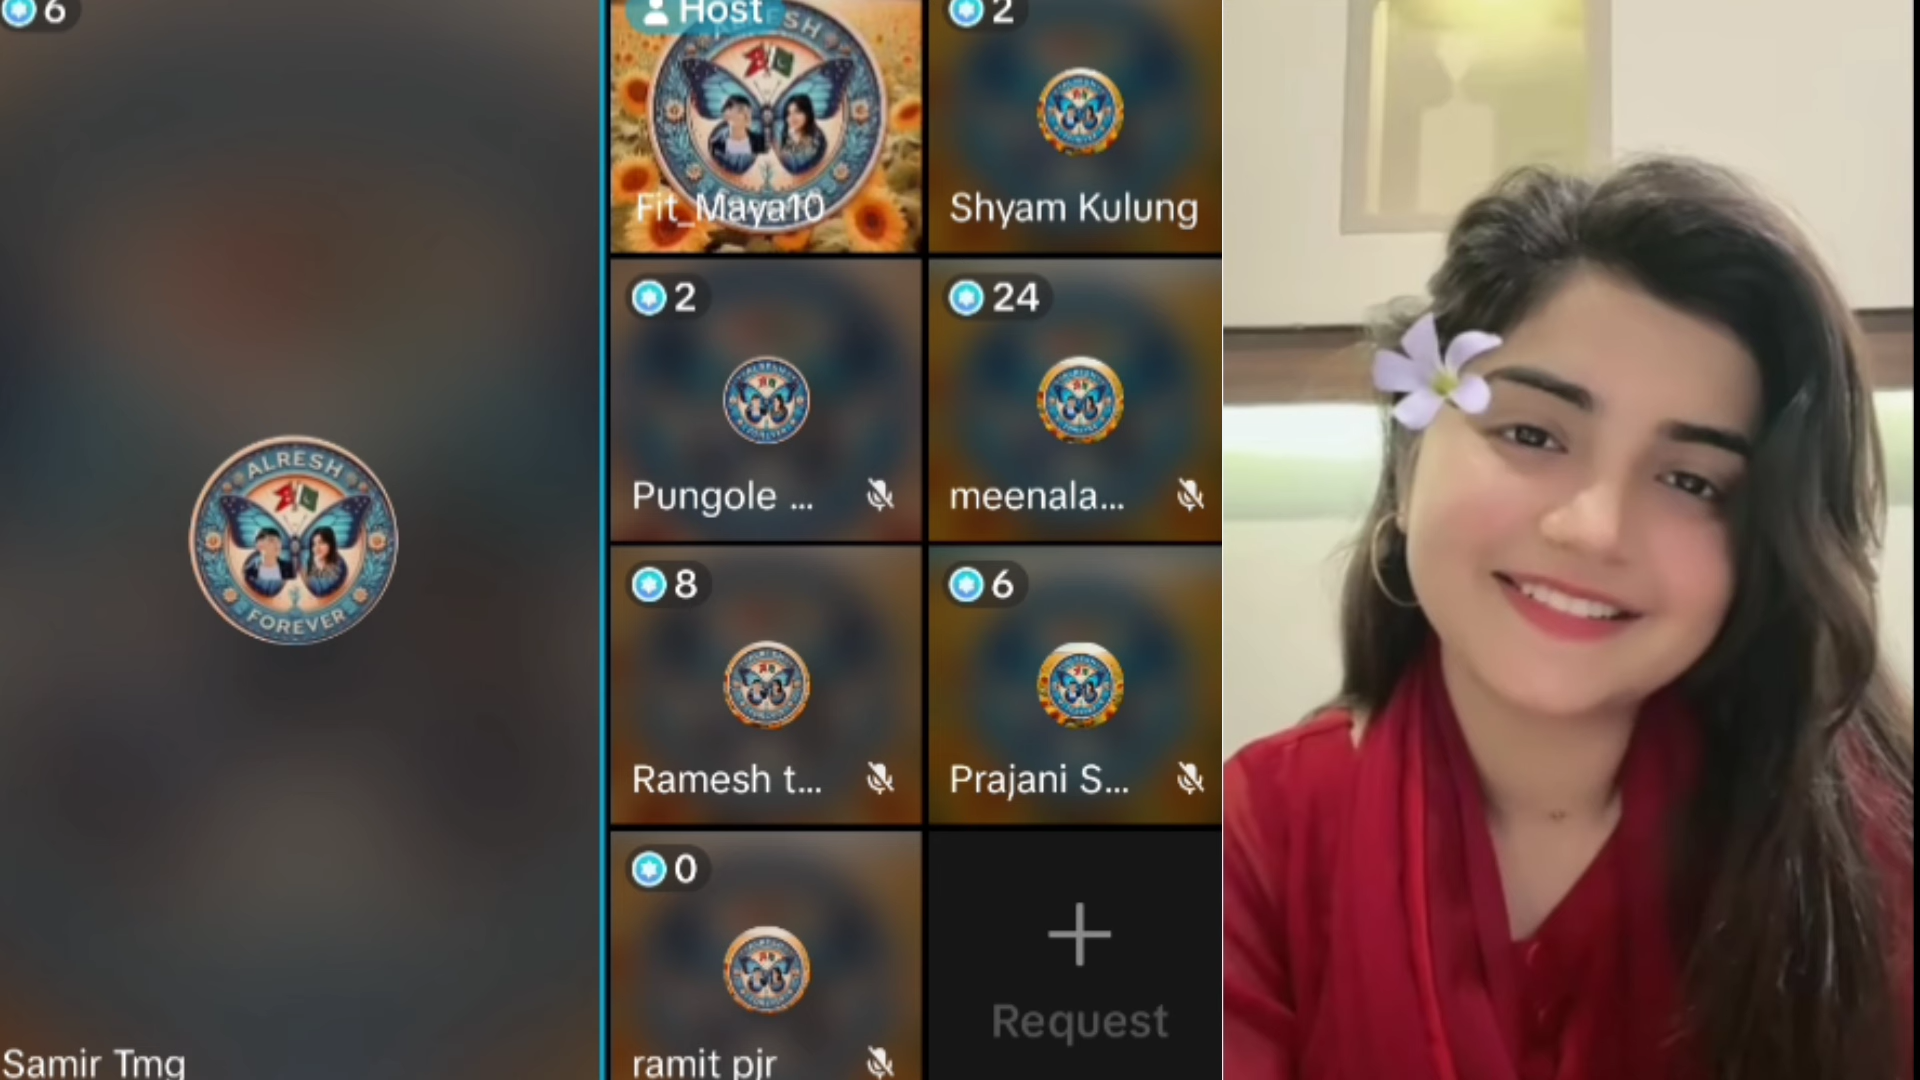 6
Samir Tmg
Host
ALRESH
Fit_Maya10
2
Shyam Kulung
2
Pungole ...
24
meenala...
8
Ramesh t...
6
Prajani S...
0
ramit pjr
Request
ALRESH
FOREVER